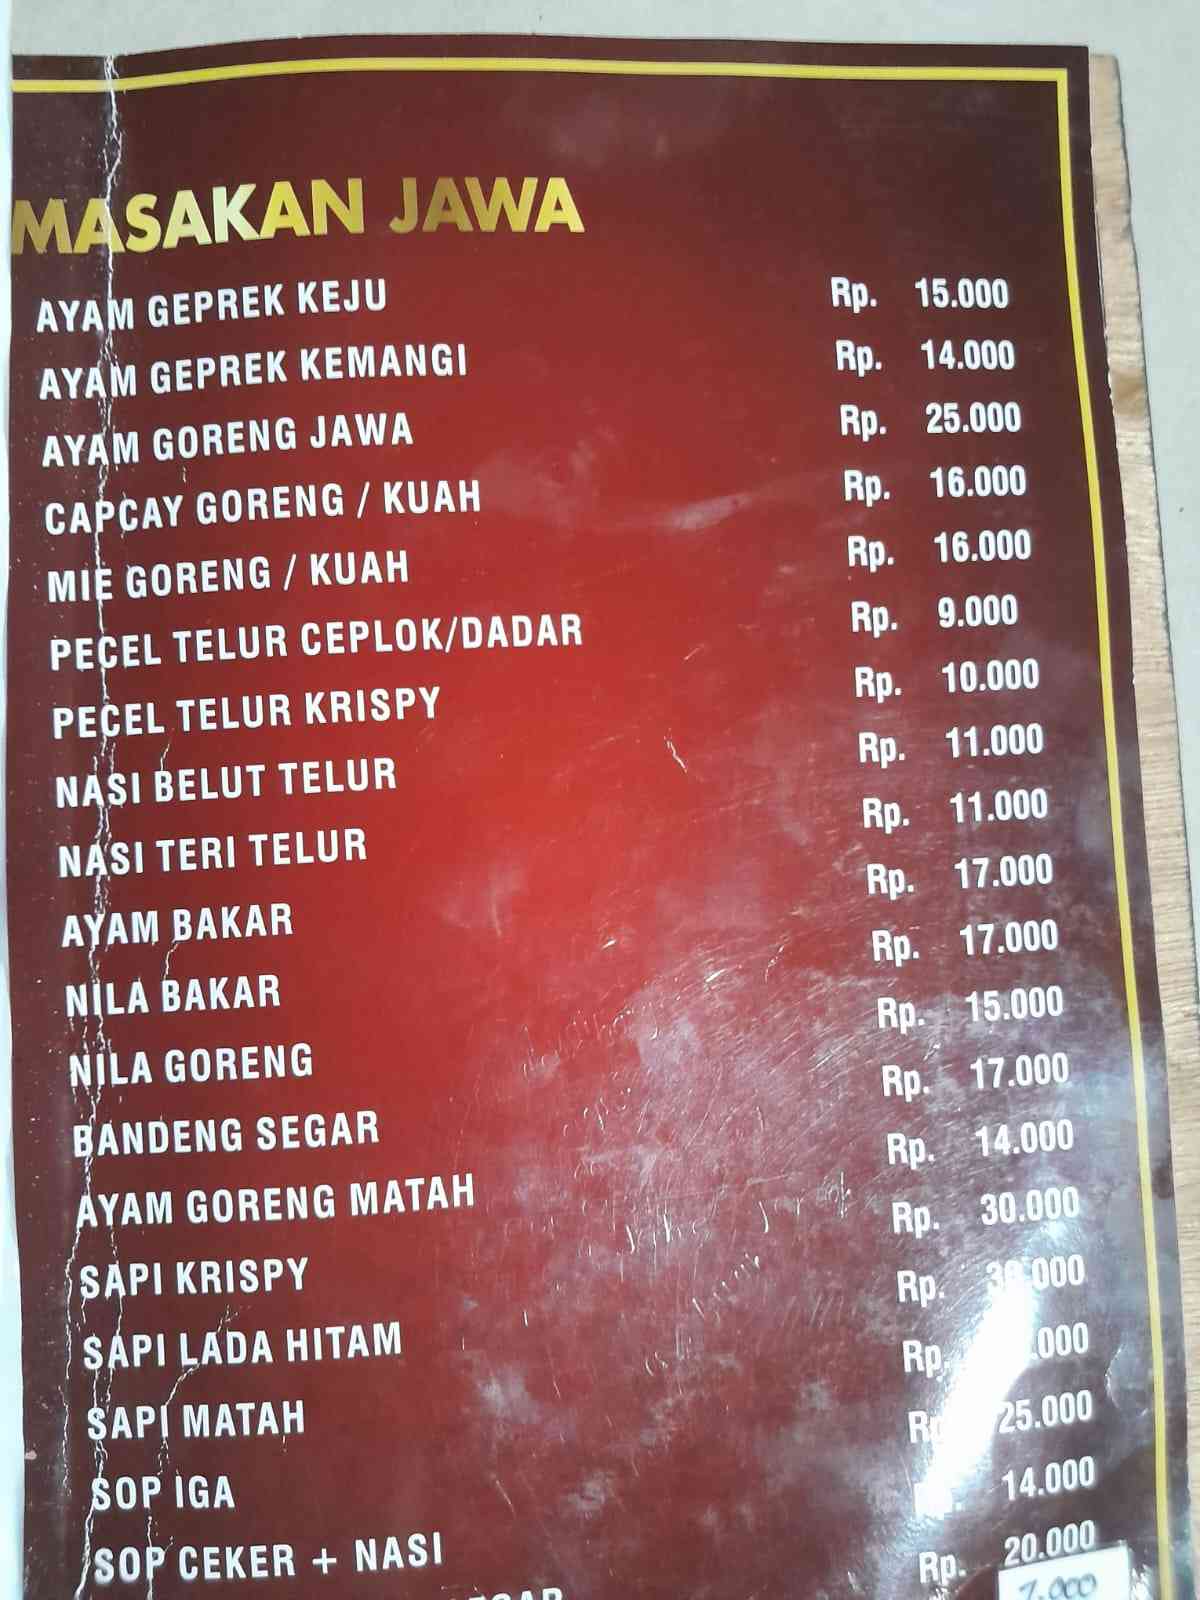 MASAKAN JAWA
AYAM GEPREK KEJU Rp. 15.000
AYAM GEPREK KEMANGI Rp. 14.000
AYAM GORENG JAWA Rp. 25.000
CAPCAY GORENG / KUAH Rp. 16.000
MIE GORENG / KUAH Rp. 16.000
PECEL TELUR CEPLOK/DADAR Rp. 9.000
PECEL TELUR KRISPY Rp. 10.000
NASI BELUT TELUR Rp. 11.000
NASI TERI TELUR Rp. 11.000
AYAM BAKAR Rp. 17.000
NILA BAKAR Rp. 17.000
NILA GORENG Rp. 15.000
BANDENG SEGAR Rp. 17.000
AYAM GORENG MATAH Rp. 14.000
SAPI KRISPY Rp. 30.000
SAPI LADA HITAM Rp.
SAPI MATAH Rp.
SOP IGA Rp. 25.000
SOP CEKER + NASI 14.000
Rp. 20.000
7.000